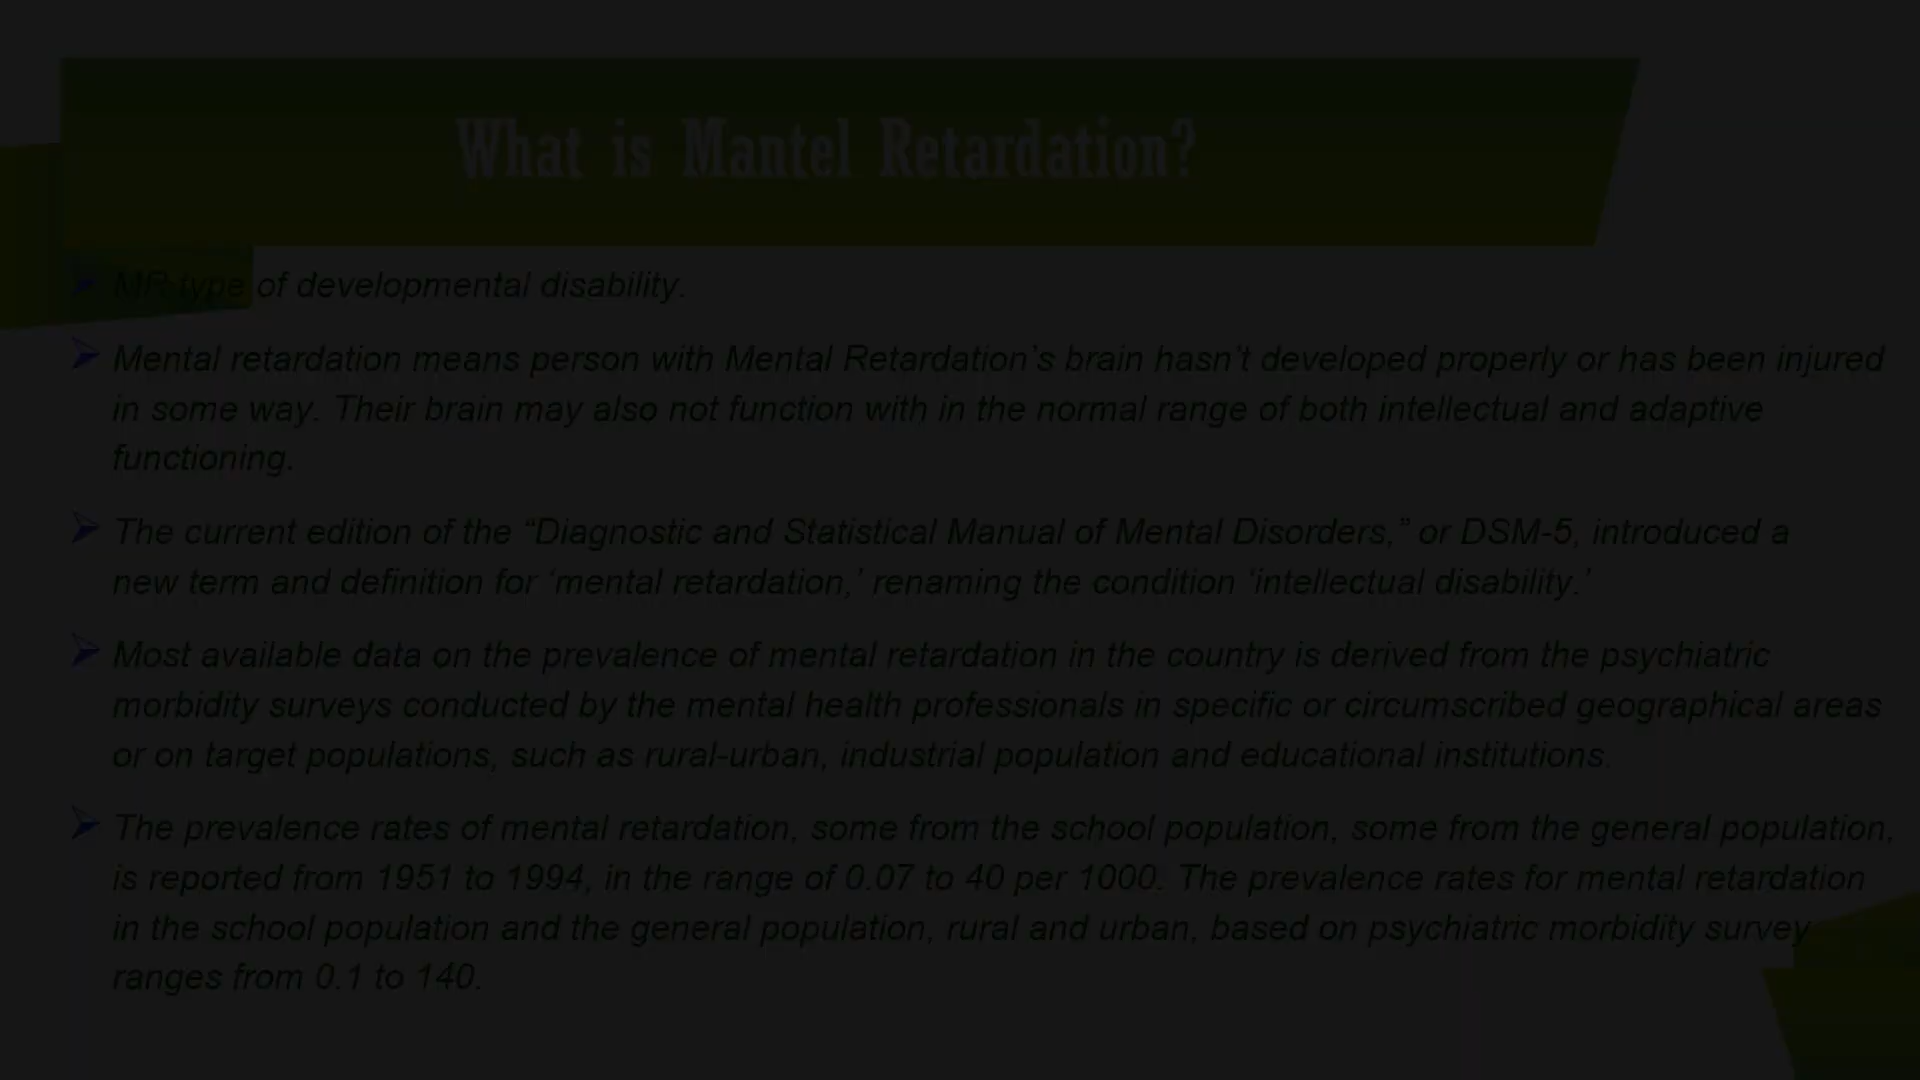 What is Mantel Retardation?
MR type of developmental disability.
Mental retardation means person with Mental Retardation’s brain hasn’t developed properly or has been injured
in some way. Their brain may also not function with in the normal range of both intellectual and adaptive
functioning.
The current edition of the “Diagnostic and Statistical Manual of Mental Disorders,” or DSM-5, introduced a
new term and definition for ‘mental retardation,’ renaming the condition ‘intellectual disability.’
Most available data on the prevalence of mental retardation in the country is derived from the psychiatric
morbidity surveys conducted by the mental health professionals in specific or circumscribed geographical areas
or on target populations, such as rural-urban, industrial population and educational institutions.
The prevalence rates of mental retardation, some from the school population, some from the general population,
is reported from 1951 to 1994, in the range of 0.07 to 40 per 1000. The prevalence rates for mental retardation
in the school population and the general population, rural and urban, based on psychiatric morbidity survey
ranges from 0.1 to 140.